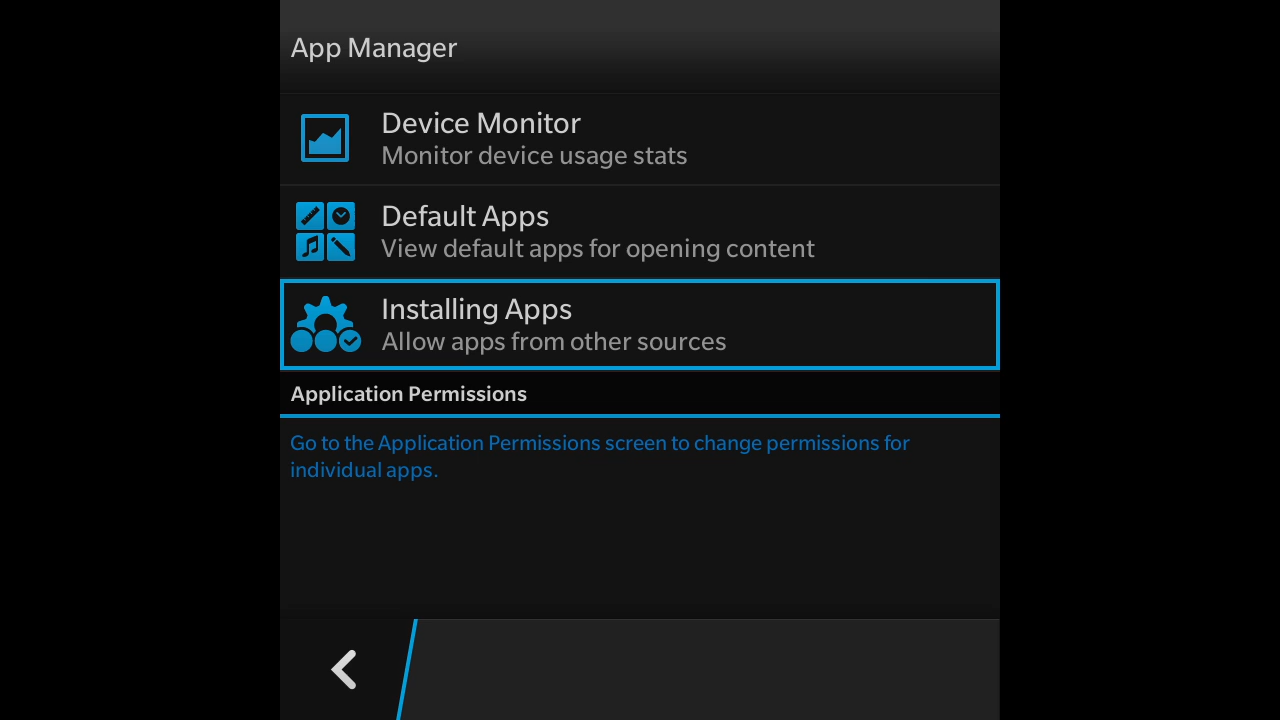 App Manager
Device Monitor
Monitor device usage stats
Default Apps
View default apps for opening content
Installing Apps
Allow apps from other sources
Application Permissions
Go to the Application Permissions screen to change permissions for
individual apps.